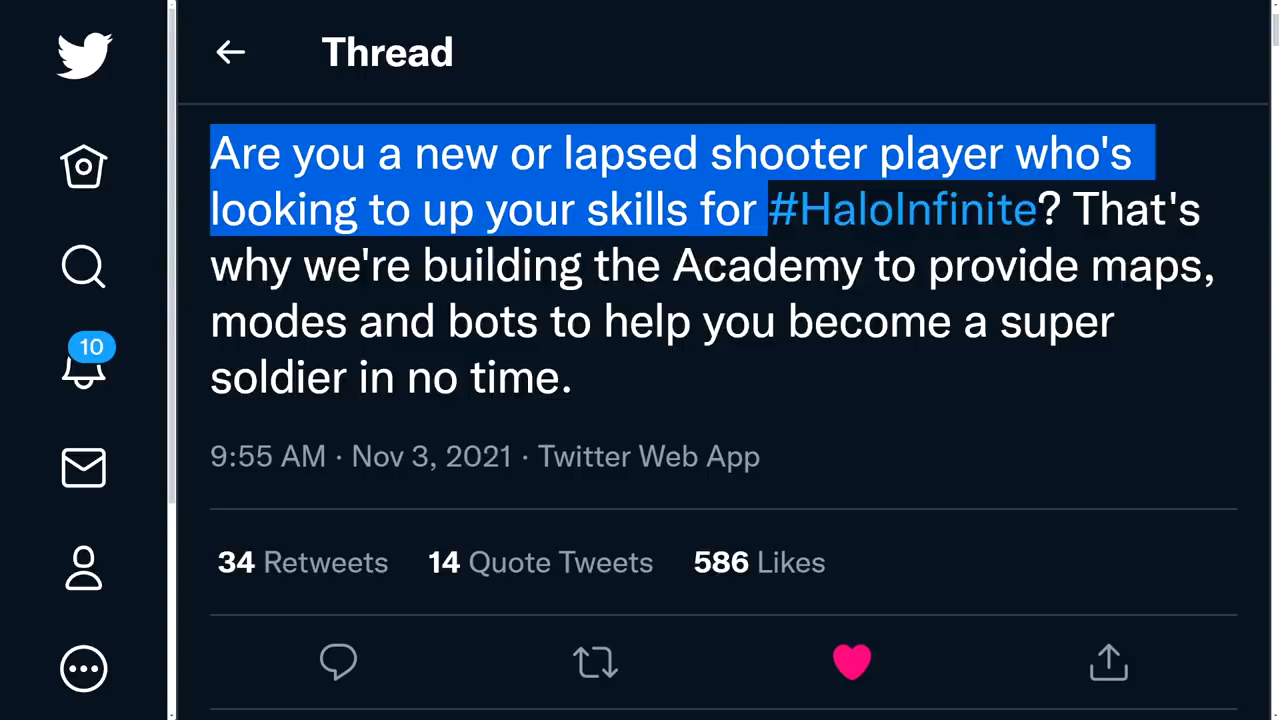 Thread
Are you a new or lapsed shooter player who's
looking to up your skills for #HaloInfinite? That's
why we're building the Academy to provide maps,
modes and bots to help you become a super
soldier in no time.
10
9:55 AM · Nov 3, 2021 · Twitter Web App
34 Retweets 14 Quote Tweets 586 Likes